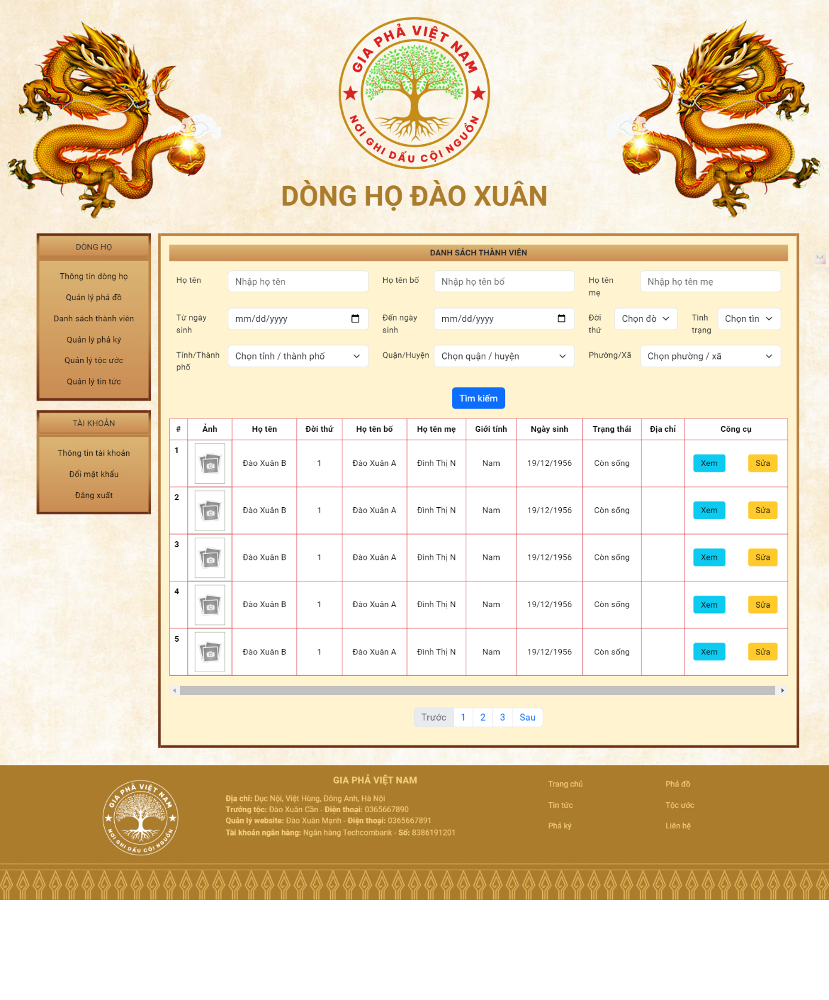 GIA PHẢ VIỆT NAM
NƠI GHI DẤU CỘI NGUỒN
DÒNG HỌ ĐÀO XUÂN
DÒNG HỌ
Thông tin dòng họ
Quản lý phả đồ
Danh sách thành viên
Quản lý phả ký
Quản lý tộc ước
Quản lý tin tức
TÀI KHOẢN
Thông tin tài khoản
Đổi mật khẩu
Đăng xuất
DANH SÁCH THÀNH VIÊN
Họ tên Nhập họ tên Họ tên bố Nhập họ tên bố Họ tên mẹ Nhập họ tên mẹ
Từ ngày sinh mm/dd/yyyy Đến ngày sinh mm/dd/yyyy Đời thứ Chọn đờ Tình trạng Chọn tìn
Tỉnh/Thành phố Chọn tỉnh / thành phố Quận/Huyện Chọn quận / huyện Phường/Xã Chọn phường / xã
Tìm kiếm
# Ảnh Họ tên Đời thứ Họ tên bố Họ tên mẹ Giới tính Ngày sinh Trạng thái Địa chỉ Công cụ
1 Đào Xuân B 1 Đào Xuân A Đinh Thị N Nam 19/12/1956 Còn sống Xem Sửa
2 Đào Xuân B 1 Đào Xuân A Đinh Thị N Nam 19/12/1956 Còn sống Xem Sửa
3 Đào Xuân B 1 Đào Xuân A Đinh Thị N Nam 19/12/1956 Còn sống Xem Sửa
4 Đào Xuân B 1 Đào Xuân A Đinh Thị N Nam 19/12/1956 Còn sống Xem Sửa
5 Đào Xuân B 1 Đào Xuân A Đinh Thị N Nam 19/12/1956 Còn sống Xem Sửa
Trước 1 2 3 Sau
GIA PHẢ VIỆT NAM
NƠI GHI DẤU CỘI NGUỒN
GIA PHẢ VIỆT NAM
Địa chỉ: Dục Nội, Việt Hùng, Đông Anh, Hà Nội
Trưởng tộc: Đào Xuân Cần - Điện thoại: 0365667890
Quản lý website: Đào Xuân Mạnh - Điện thoại: 0365667891
Tài khoản ngân hàng: Ngân hàng Techcombank - Số: 8386191201
Trang chủ Phả đồ
Tin tức Tộc ước
Phả ký Liên hệ